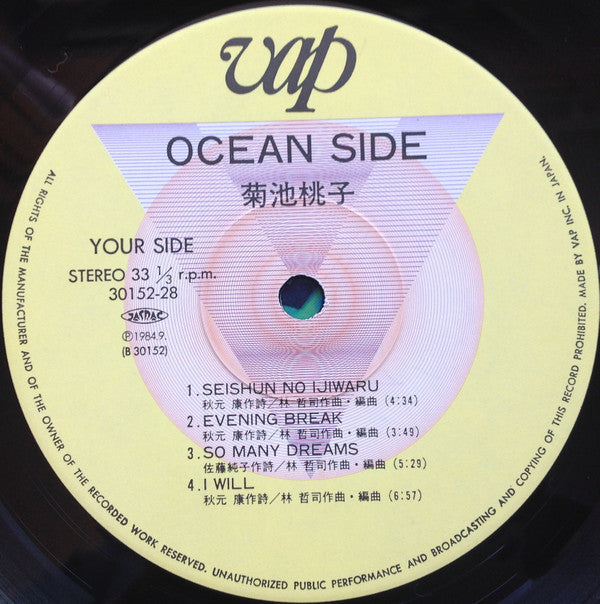 vap
OCEAN SIDE
菊池桃子
YOUR SIDE
STEREO 33 1/3 r.p.m.
30152-28
JASRAC
Ⓟ1984.9.
(B 30152)
1.SEISHUN NO IJIWARU
秋元 康作詩/林 哲司作曲・編曲 (4:34)
2.EVENING BREAK
秋元 康作詩/林 哲司作曲・編曲 (3:49)
3.SO MANY DREAMS
佐藤純子作詩/林 哲司作曲・編曲 (5:29)
4.I WILL
秋元 康作詩/林 哲司作曲・編曲 (6:57)
ALL RIGHTS OF THE MANUFACTURER AND OF THE OWNER OF THE RECORDED WORK RESERVED. UNAUTHORIZED PUBLIC PERFORMANCE AND BROADCASTING AND COPYING OF THIS RECORD PROHIBITED. MADE BY VAP INC. IN JAPAN.